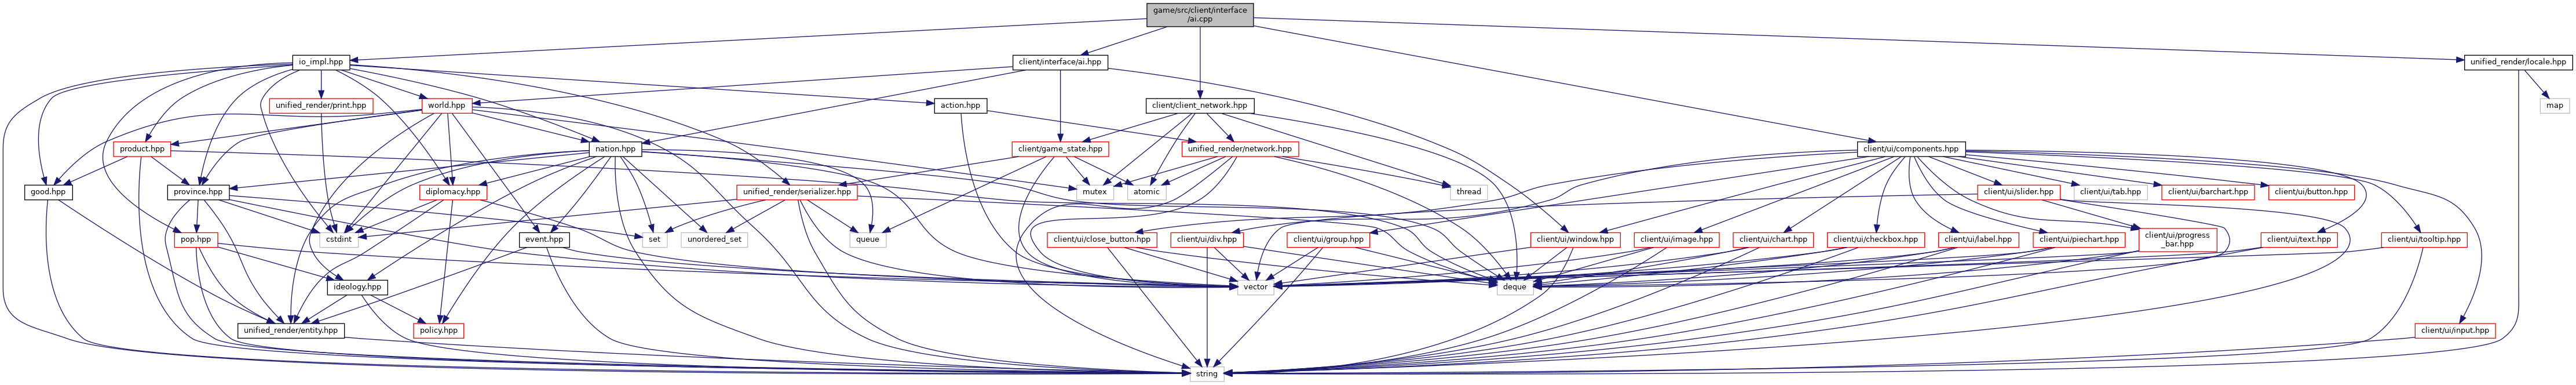 game/src/client/interface
/ai.cpp
io_impl.hpp
client/interface/ai.hpp
unified_render/locale.hpp
unified_render/print.hpp
world.hpp
action.hpp
client/client_network.hpp
map
product.hpp
nation.hpp
client/game_state.hpp
unified_render/network.hpp
client/ui/components.hpp
good.hpp
province.hpp
diplomacy.hpp
unified_render/serializer.hpp
mutex
atomic
thread
client/ui/slider.hpp
client/ui/tab.hpp
client/ui/barchart.hpp
client/ui/button.hpp
pop.hpp
cstdint
event.hpp
set
unordered_set
queue
client/ui/close_button.hpp
client/ui/div.hpp
client/ui/group.hpp
client/ui/window.hpp
client/ui/image.hpp
client/ui/chart.hpp
client/ui/checkbox.hpp
client/ui/label.hpp
client/ui/piechart.hpp
client/ui/progress
_bar.hpp
client/ui/text.hpp
client/ui/tooltip.hpp
ideology.hpp
vector
deque
unified_render/entity.hpp
policy.hpp
client/ui/input.hpp
string